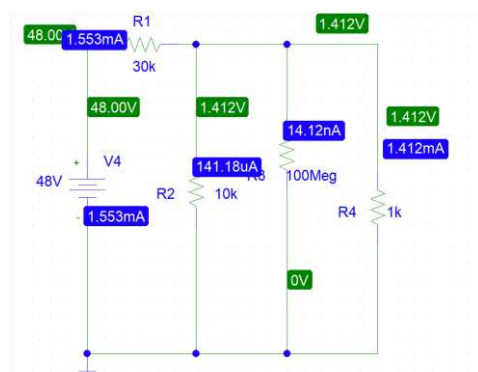 R1
1.412V
48.00
1.553mA
30k
48.00V
1.412V
1.412V
14.12nA
1.412mA
+
V4
141.18uA
R3
100Meg
48V
R2
10k
R4
1k
-
1.553mA
0V